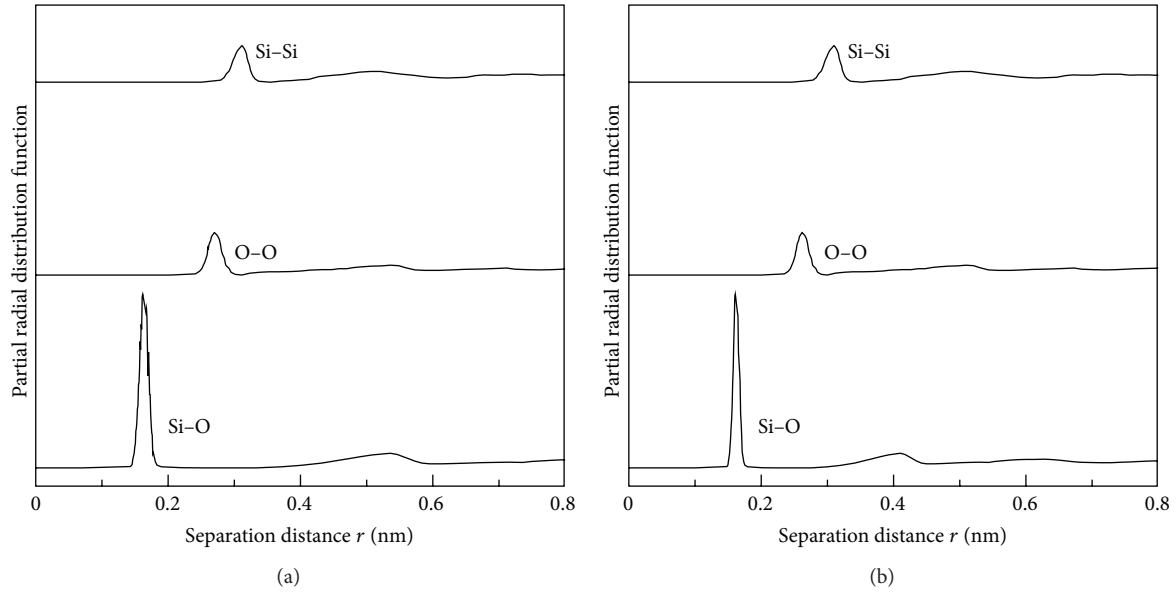 Partial radial distribution function
Si–Si
O–O
Si–O
0
0.2
0.4
0.6
0.8
Separation distance r (nm)
(a)
Partial radial distribution function
Si–Si
O–O
Si–O
0
0.2
0.4
0.6
0.8
Separation distance r (nm)
(b)